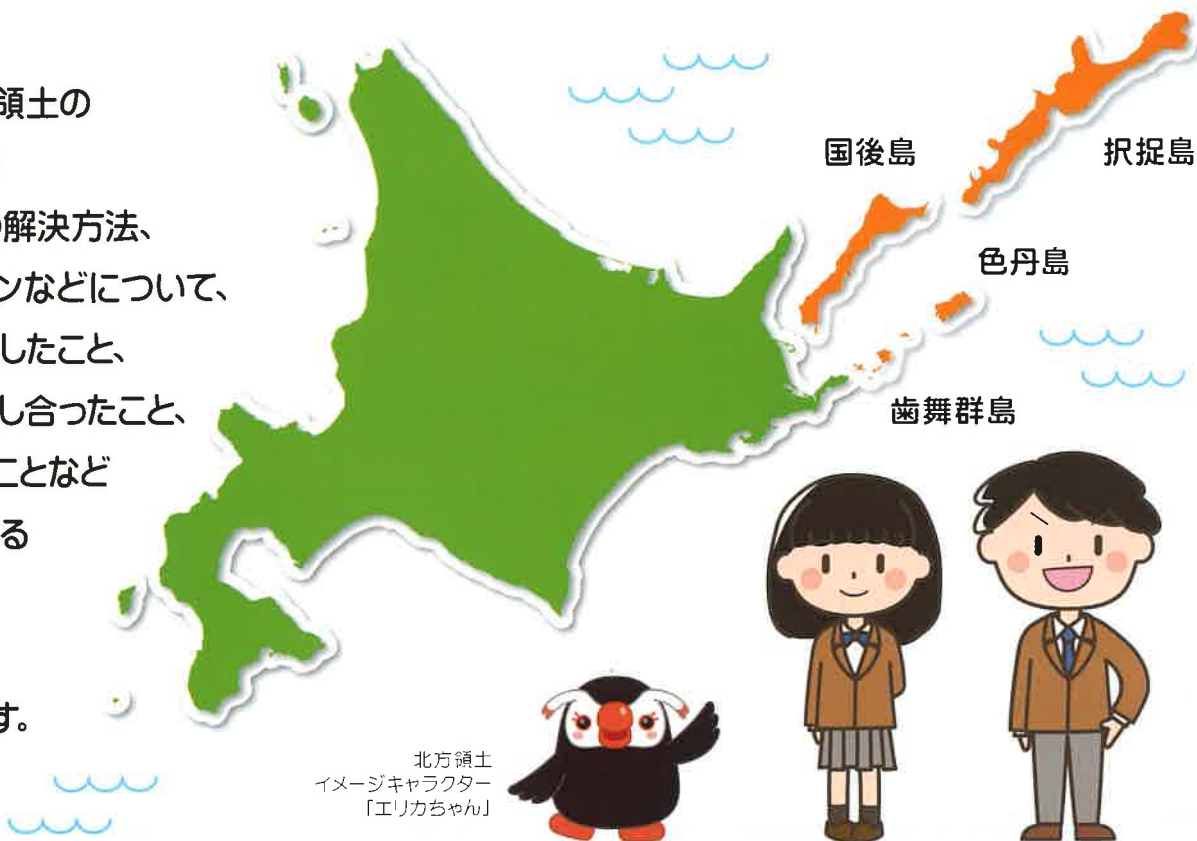 領土の
の解決方法、
ンなどについて、
したこと、
し合ったこと、
ことなど
る
す。
国後島
択捉島
色丹島
歯舞群島
北方領土
イメージキャラクター
「エリカちゃん」